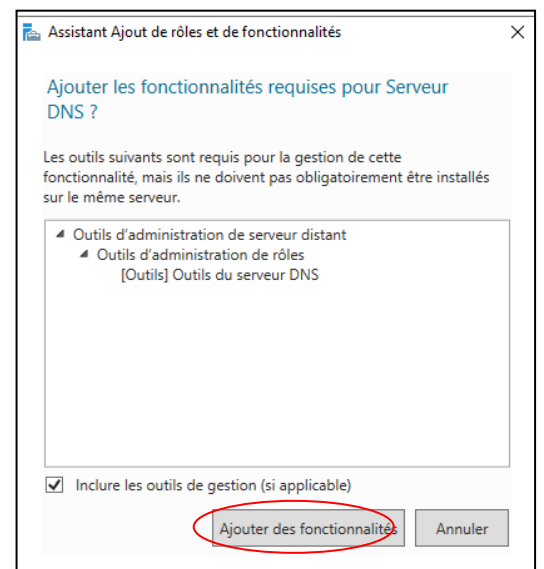 Assistant Ajout de rôles et de fonctionnalités
Ajouter les fonctionnalités requises pour Serveur
DNS ?
Les outils suivants sont requis pour la gestion de cette
fonctionnalité, mais ils ne doivent pas obligatoirement être installés
sur le même serveur.
Outils d'administration de serveur distant
Outils d'administration de rôles
[Outils] Outils du serveur DNS
Inclure les outils de gestion (si applicable)
Ajouter des fonctionnalités
Annuler